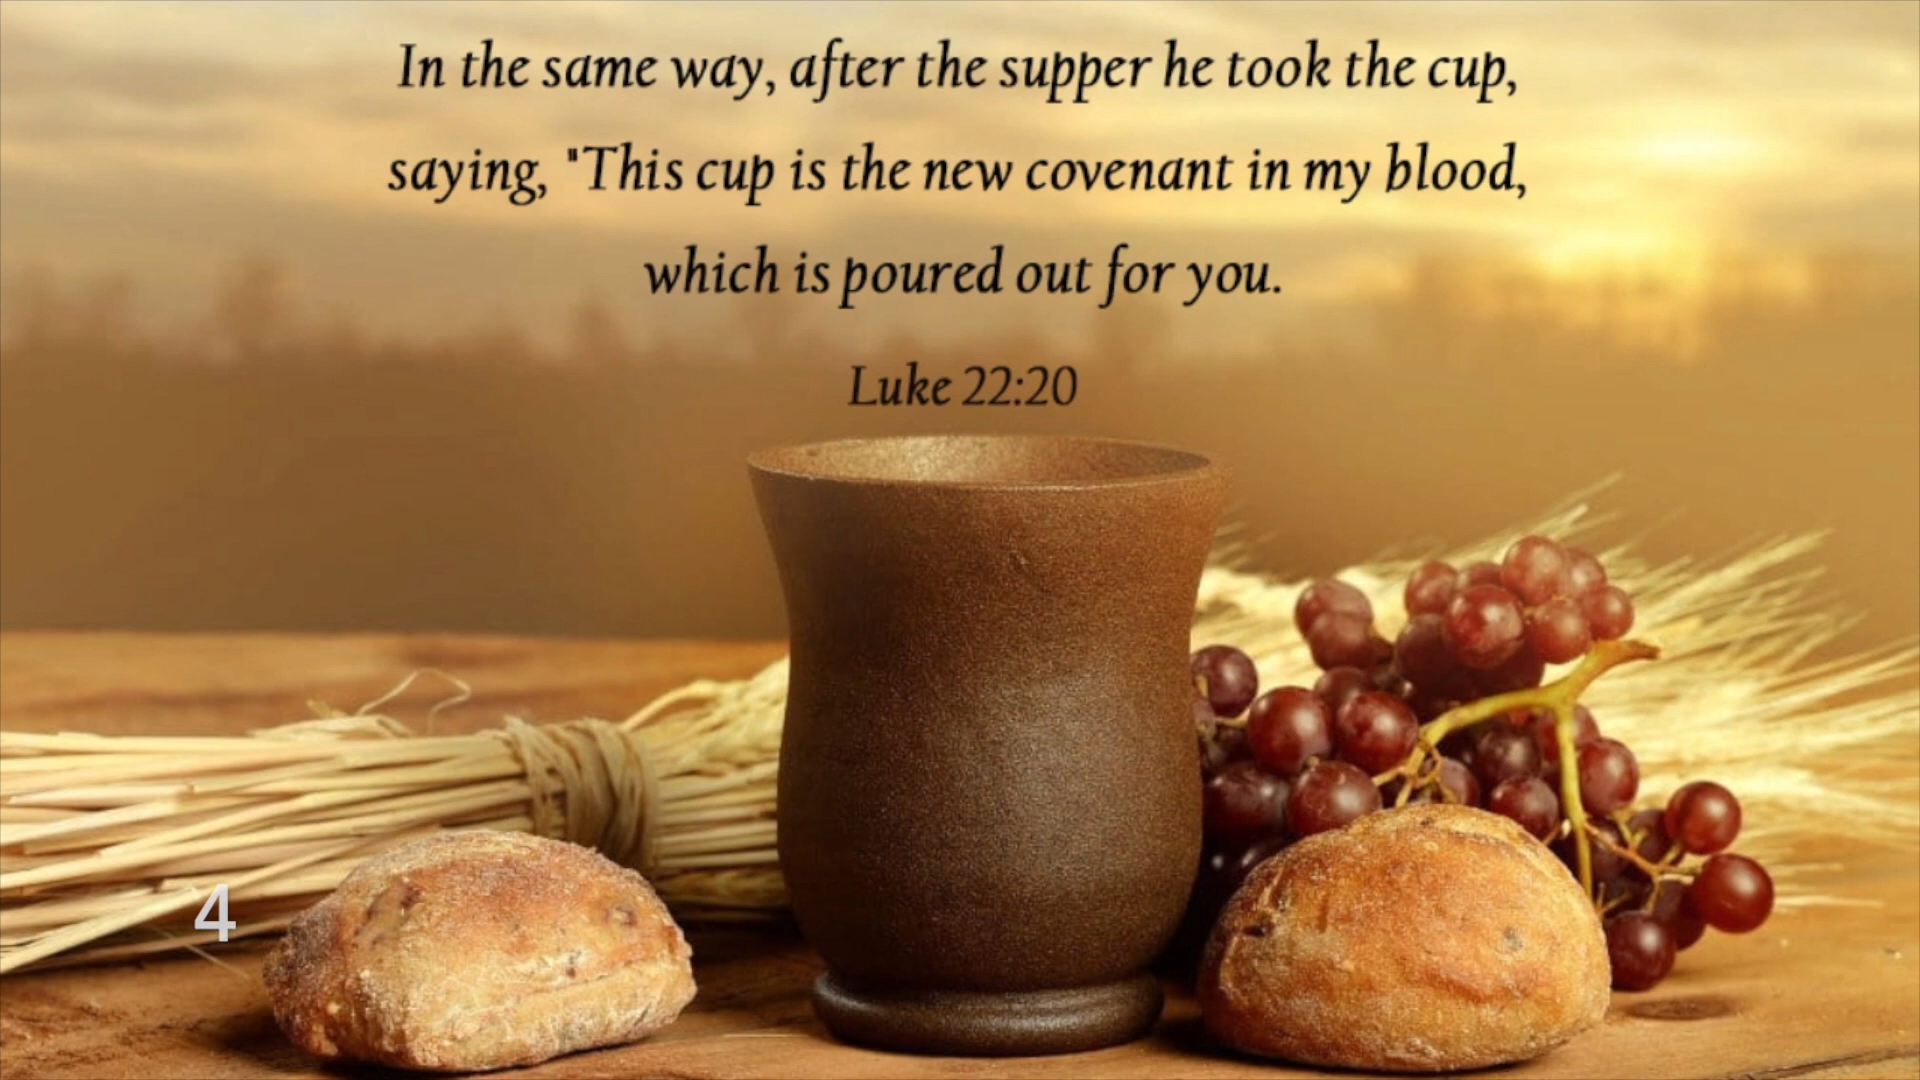 In the same way, after the supper he took the cup,
saying, "This cup is the new covenant in my blood,
which is poured out for you.
Luke 22:20
4